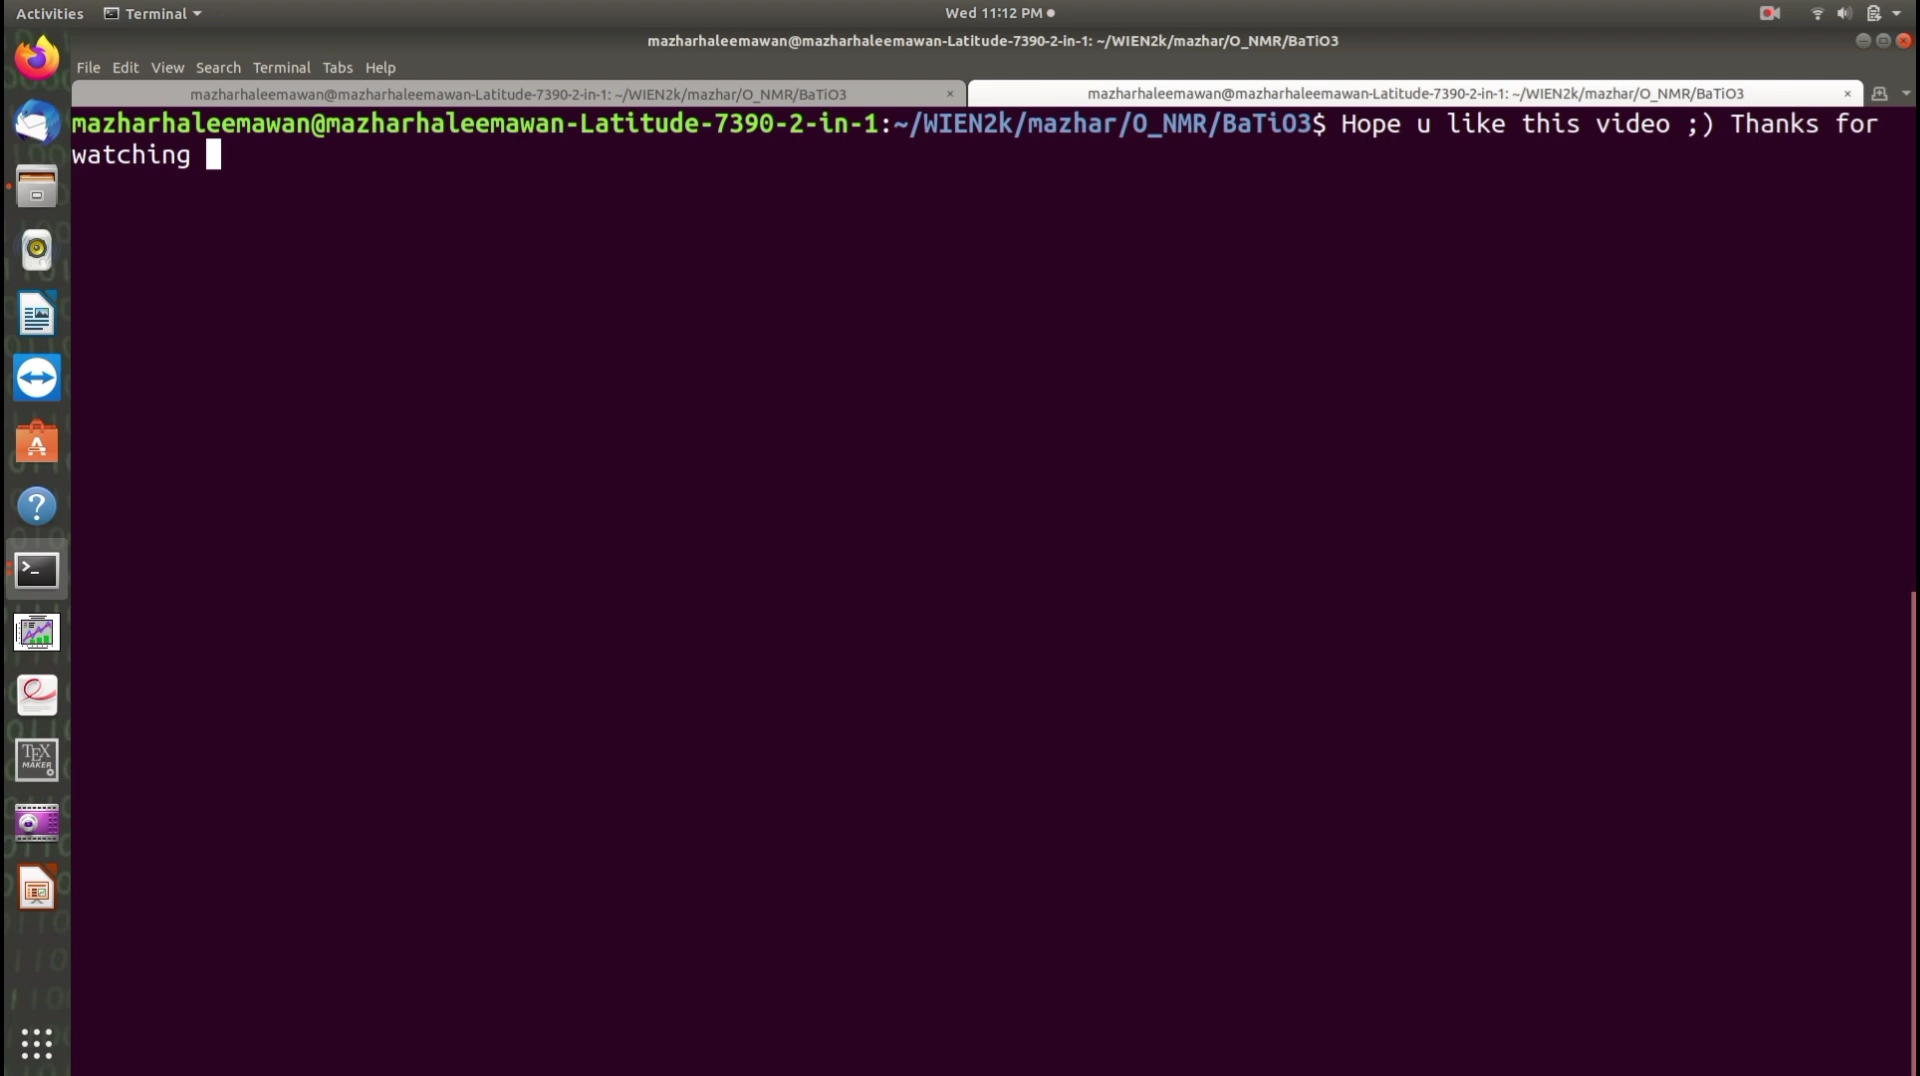 Activities Terminal Wed 11:12 PM
mazharhaleemawan@mazharhaleemawan-Latitude-7390-2-in-1: ~/WIEN2k/mazhar/O_NMR/BaTiO3
File Edit View Search Terminal Tabs Help
mazharhaleemawan@mazharhaleemawan-Latitude-7390-2-in-1: ~/WIEN2k/mazhar/O_NMR/BaTiO3 × mazharhaleemawan@mazharhaleemawan-Latitude-7390-2-in-1: ~/WIEN2k/mazhar/O_NMR/BaTiO3 ×
mazharhaleemawan@mazharhaleemawan-Latitude-7390-2-in-1:~/WIEN2k/mazhar/O_NMR/BaTiO3$ Hope u like this video ;) Thanks for
watching
TEX
MAKER